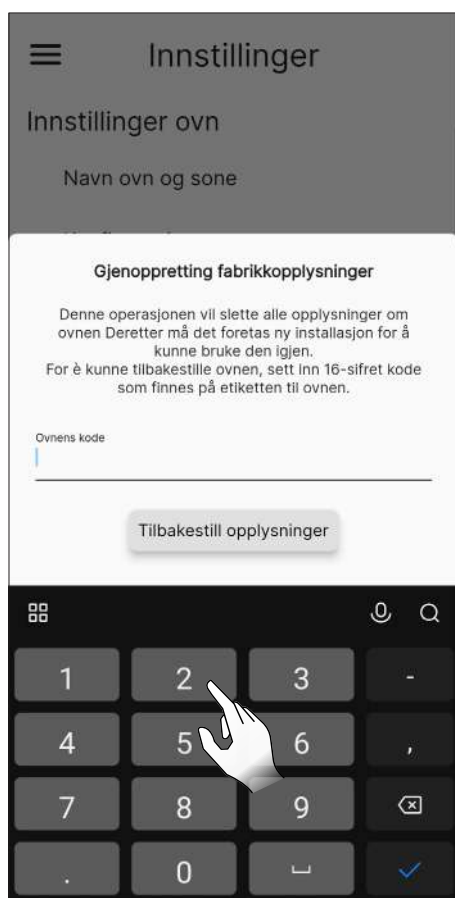 Innstillinger
Innstillinger ovn
Navn ovn og sone
Gjenoppretting fabrikkopplysninger
Denne operasjonen vil slette alle opplysninger om
ovnen Deretter må det foretas ny installasjon for å
kunne bruke den igjen.
For è kunne tilbakestille ovnen, sett inn 16-sifret kode
som finnes på etiketten til ovnen.
Ovnens kode
Tilbakestill opplysninger
1 2 3 -
4 5 6 ,
7 8 9
. 0